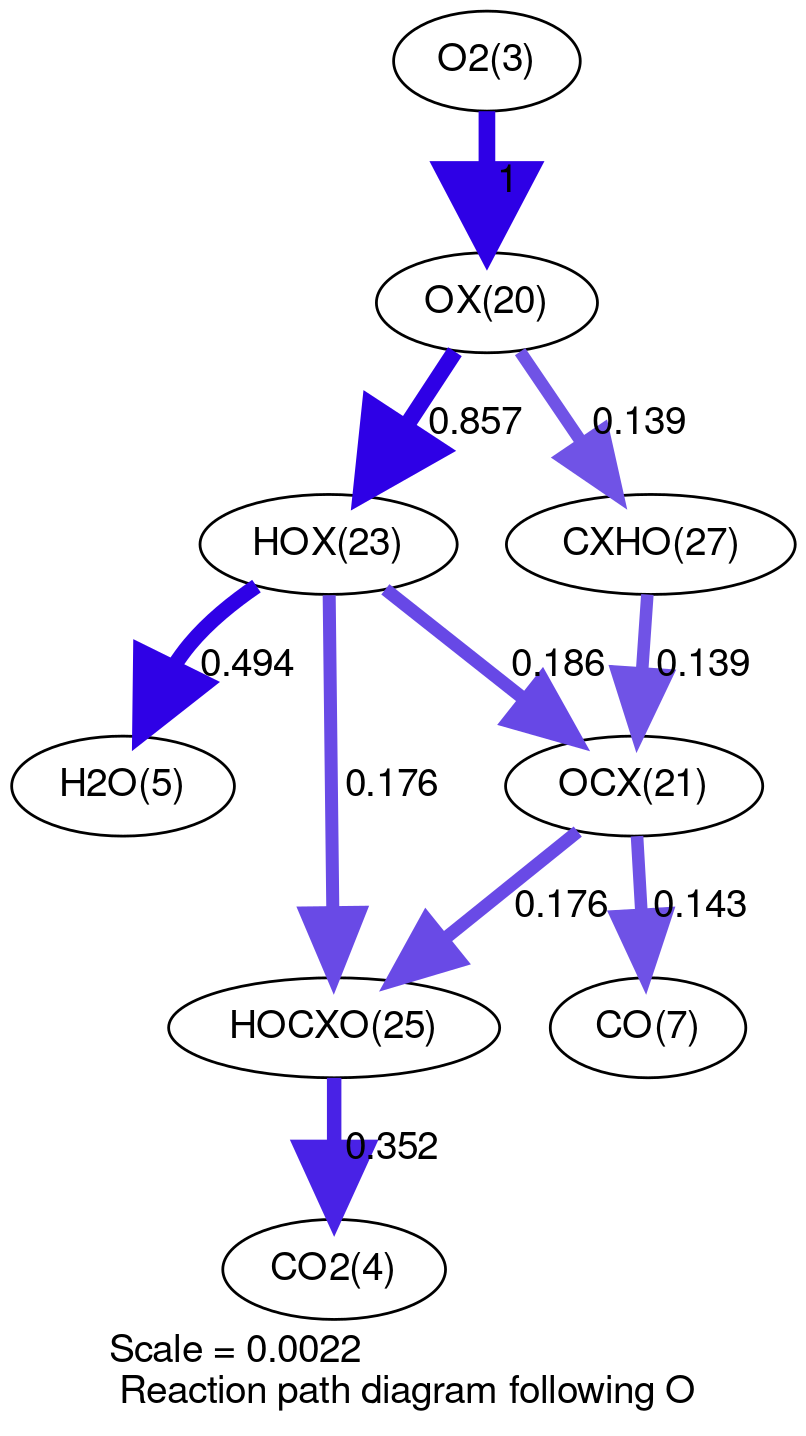 O2(3)
1
OX(20)
0.857
0.139
HOX(23)
CXHO(27)
0.494
0.186
0.139
H2O(5)
0.176
OCX(21)
0.176
0.143
HOCXO(25)
CO(7)
0.352
CO2(4)
Scale = 0.0022
Reaction path diagram following O